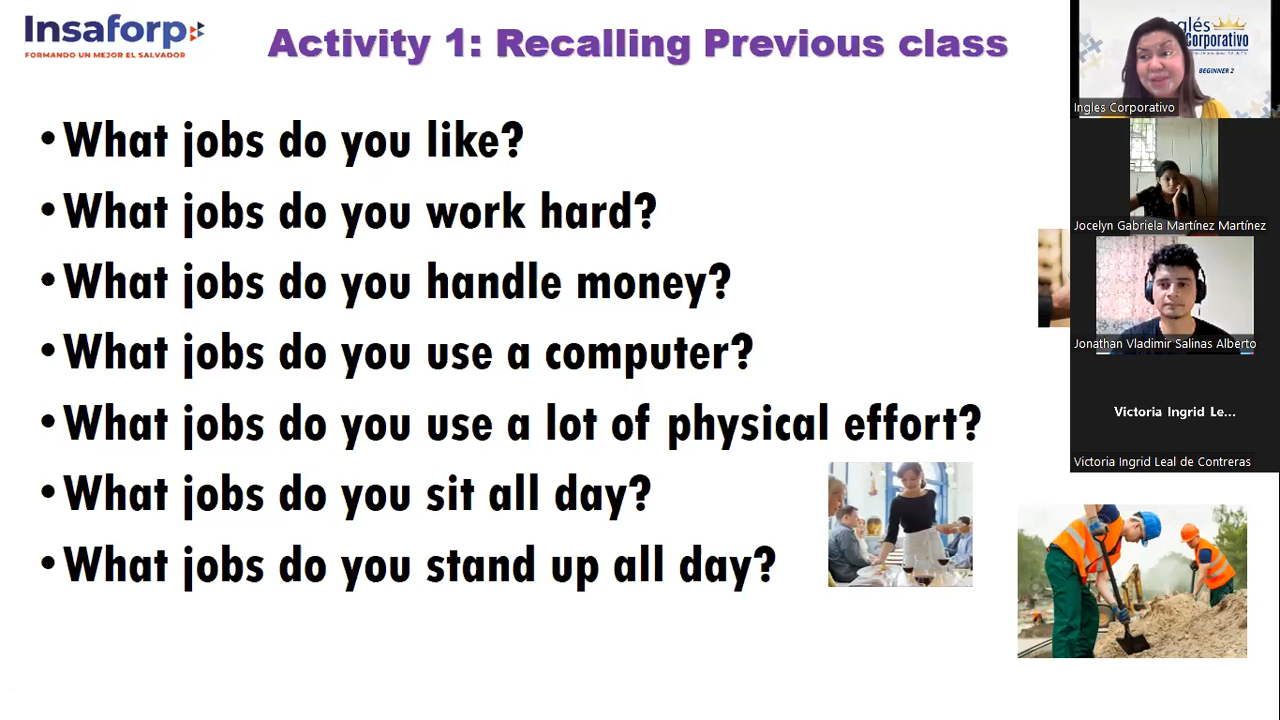 Insaforp
FORMANDO UN MEJOR EL SALVADOR
Activity 1: Recalling Previous class
•What jobs do you like?
•What jobs do you work hard?
•What jobs do you handle money?
•What jobs do you use a computer?
•What jobs do you use a lot of physical effort?
•What jobs do you sit all day?
•What jobs do you stand up all day?
Corporativo
BEGINNER 2
Ingles Corporativo
Jocelyn Gabriela Martínez Martínez
Jonathan Vladimir Salinas Alberto
Victoria Ingrid Le...
Victoria Ingrid Leal de Contreras